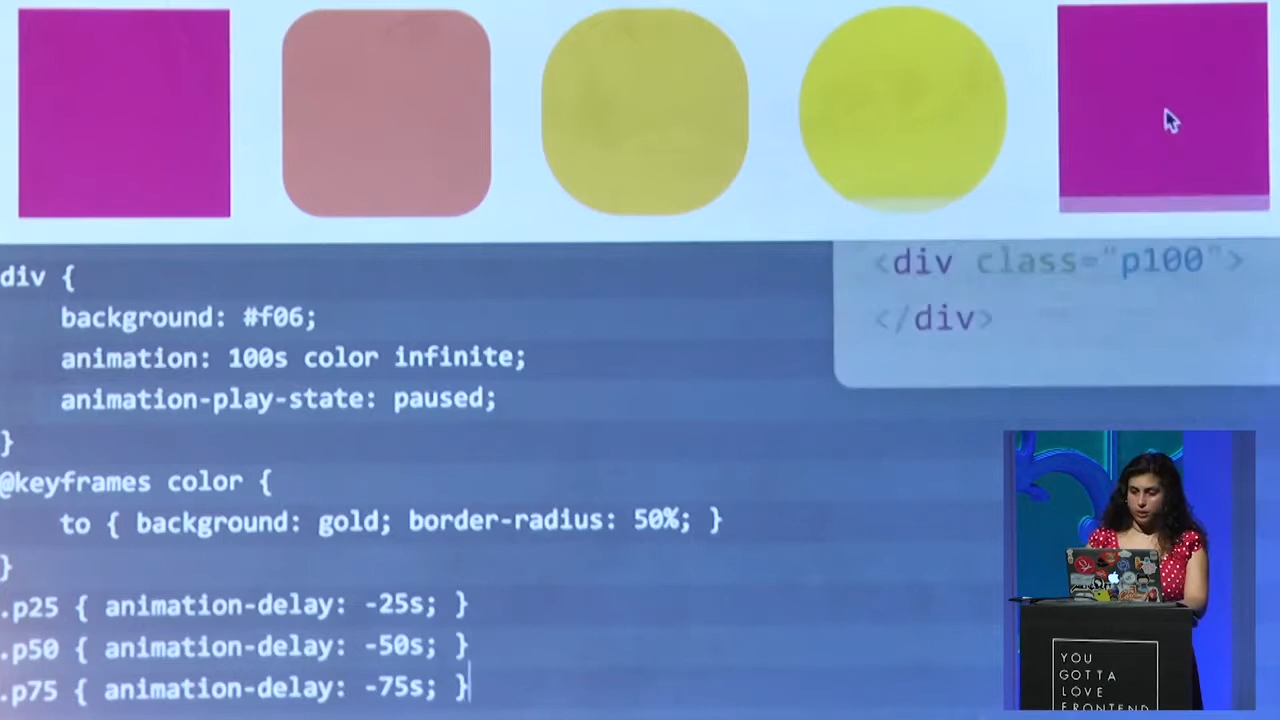 <div class="p100">
</div>
div {
background: #f06;
animation: 100s color infinite;
animation-play-state: paused;
}
@keyframes color {
to { background: gold; border-radius: 50%; }
}
.p25 { animation-delay: -25s; }
.p50 { animation-delay: -50s; }
.p75 { animation-delay: -75s; }
YOU
GOTTA
LOVE
FRONTEND